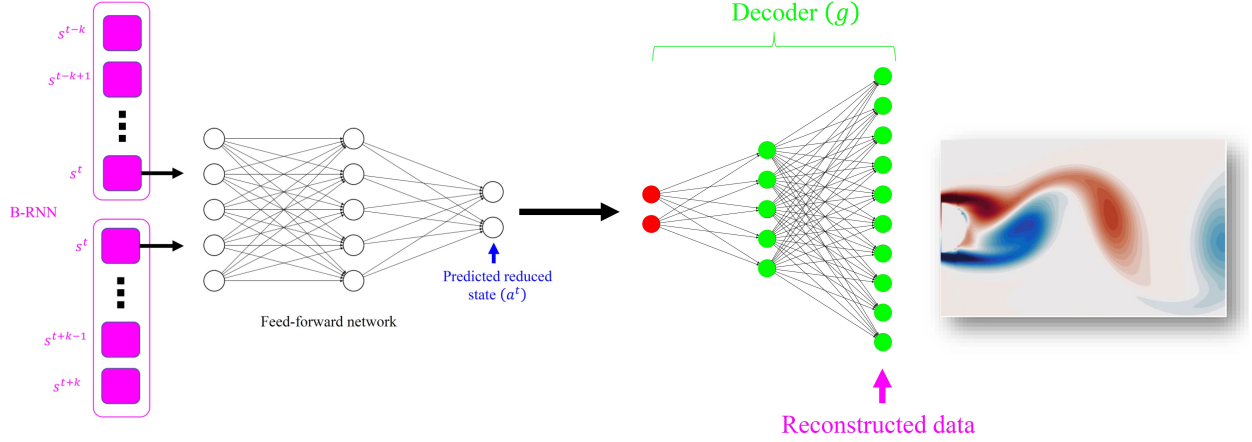 Decoder (g)
s^{t-k}
s^{t-k+1}
s^t
B-RNN
s^t
s^{t+k-1}
s^{t+k}
Feed-forward network
Predicted reduced
state (a^t)
Reconstructed data